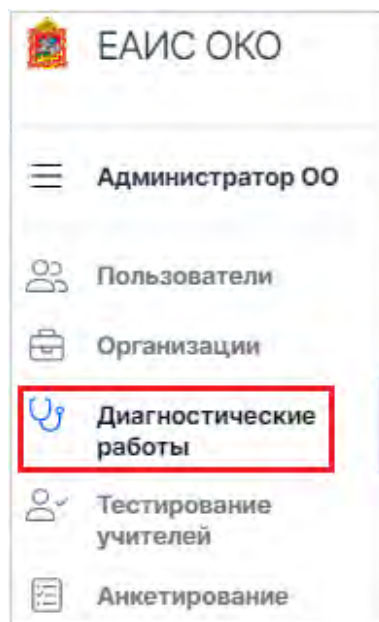 ЕАИС ОКО
Администратор ОО
Пользователи
Организации
Диагностические
работы
Тестирование
учителей
Анкетирование